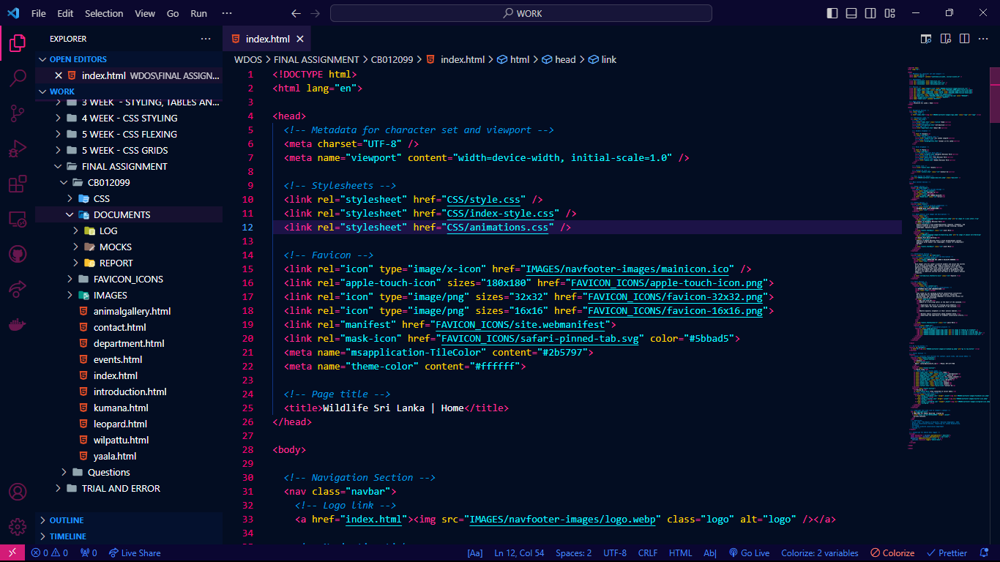 File Edit Selection View Go Run ··· WORK
EXPLORER ···
OPEN EDITORS
index.html WDOS\FINAL ASSIGN...
WORK
3 WEEK - STYLING, TABLES AN...
4 WEEK - CSS STYLING
5 WEEK - CSS FLEXING
5 WEEK - CSS GRIDS
FINAL ASSIGNMENT
CB012099
CSS
DOCUMENTS
LOG
MOCKS
REPORT
FAVICON_ICONS
IMAGES
animalgallery.html
contact.html
department.html
events.html
index.html
introduction.html
kumana.html
leopard.html
wilpattu.html
yaala.html
Questions
TRIAL AND ERROR
OUTLINE
TIMELINE
index.html
WDOS > FINAL ASSIGNMENT > CB012099 > index.html > html > head > link
1 <!DOCTYPE html>
2 <html lang="en">
3
4 <head>
5 <!-- Metadata for character set and viewport -->
6 <meta charset="UTF-8" />
7 <meta name="viewport" content="width=device-width, initial-scale=1.0" />
8
9 <!-- Stylesheets -->
10 <link rel="stylesheet" href="CSS/style.css" />
11 <link rel="stylesheet" href="CSS/index-style.css" />
12 <link rel="stylesheet" href="CSS/animations.css" />
13
14 <!-- Favicon -->
15 <link rel="icon" type="image/x-icon" href="IMAGES/navfooter-images/mainicon.ico" />
16 <link rel="apple-touch-icon" sizes="180x180" href="FAVICON_ICONS/apple-touch-icon.png">
17 <link rel="icon" type="image/png" sizes="32x32" href="FAVICON_ICONS/favicon-32x32.png">
18 <link rel="icon" type="image/png" sizes="16x16" href="FAVICON_ICONS/favicon-16x16.png">
19 <link rel="manifest" href="FAVICON_ICONS/site.webmanifest">
20 <link rel="mask-icon" href="FAVICON_ICONS/safari-pinned-tab.svg" color="#5bbad5">
21 <meta name="msapplication-TileColor" content="#2b5797">
22 <meta name="theme-color" content="#ffffff">
23
24 <!-- Page title -->
25 <title>Wildlife Sri Lanka | Home</title>
26 </head>
27
28 <body>
29
30 <!-- Navigation Section -->
31 <nav class="navbar">
32 <!-- Logo link -->
33 <a href="index.html"><img src="IMAGES/navfooter-images/logo.webp" class="logo" alt="logo" /></a>
34
0 0 0 Live Share [Aa] Ln 12, Col 54 Spaces: 2 UTF-8 CRLF HTML Ab| Go Live Colorize: 2 variables Colorize Prettier